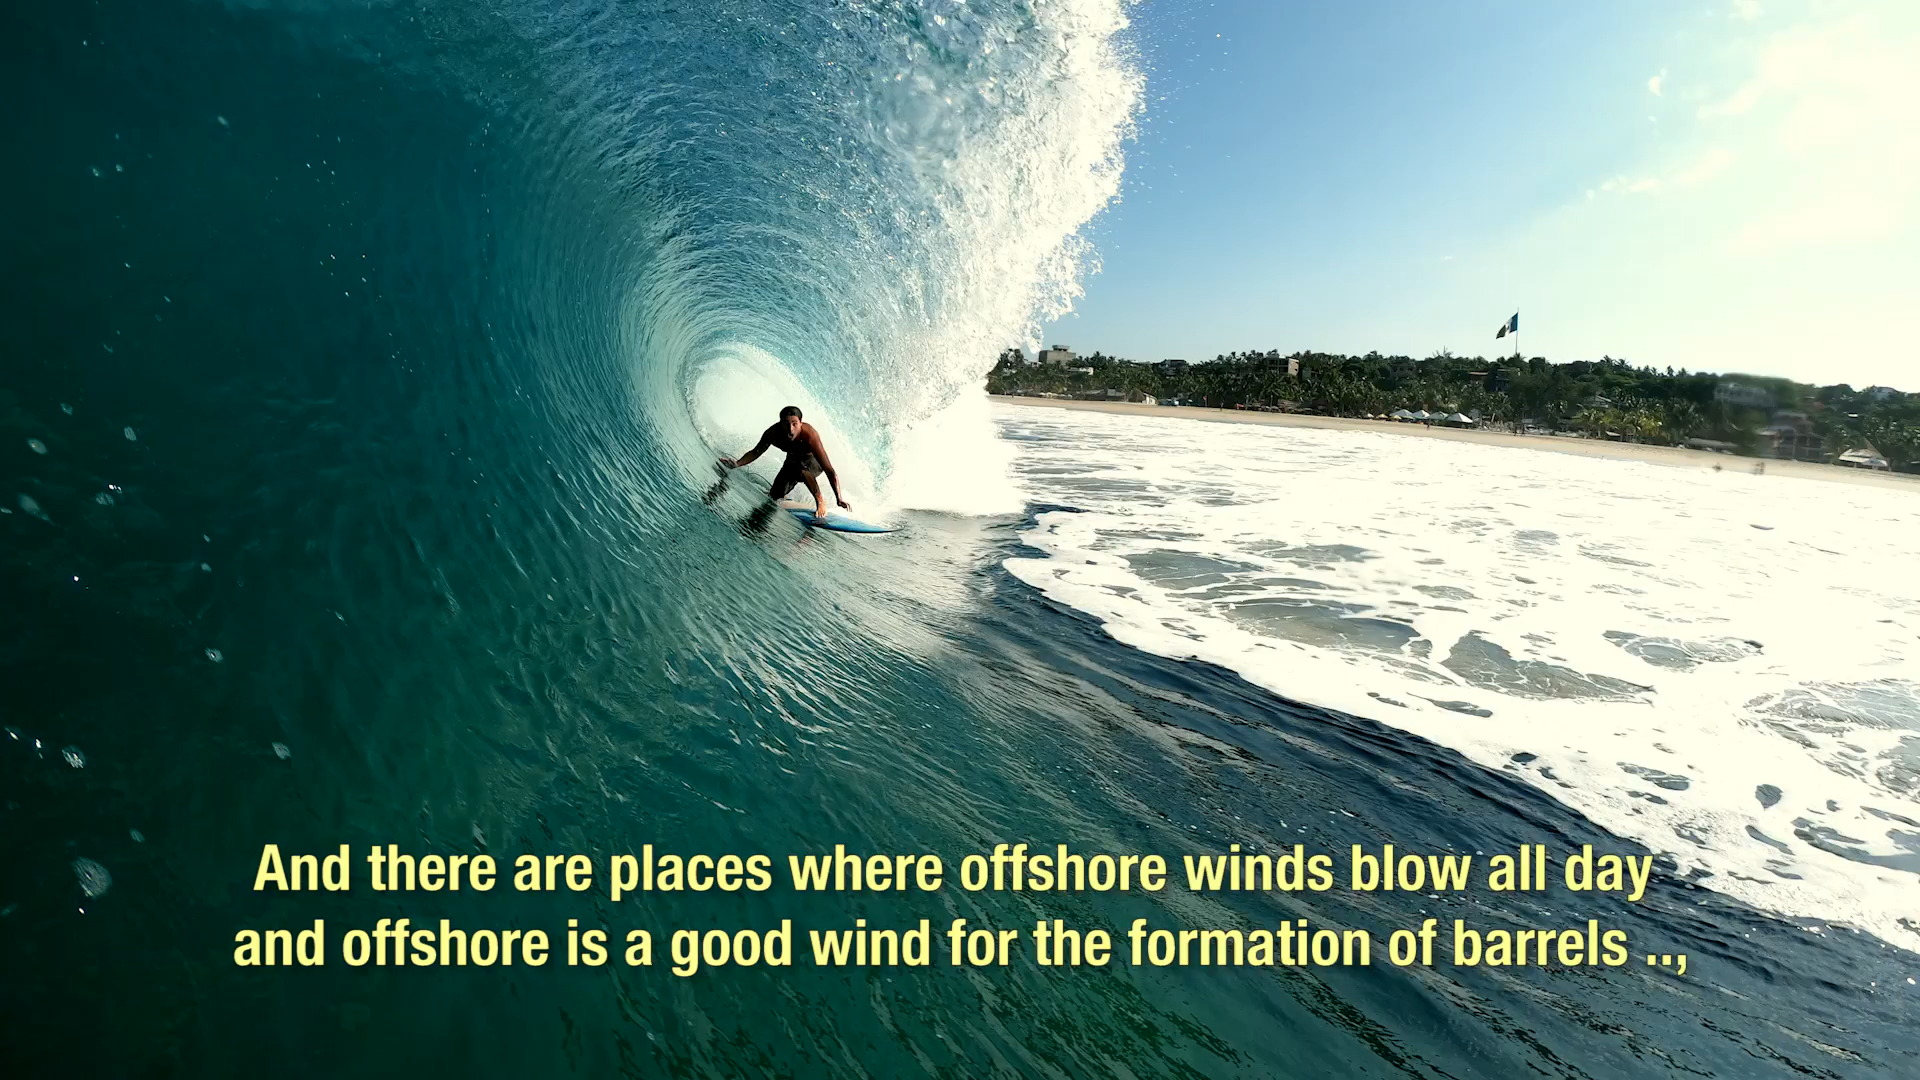 And there are places where offshore winds blow all day
and offshore is a good wind for the formation of barrels ..,